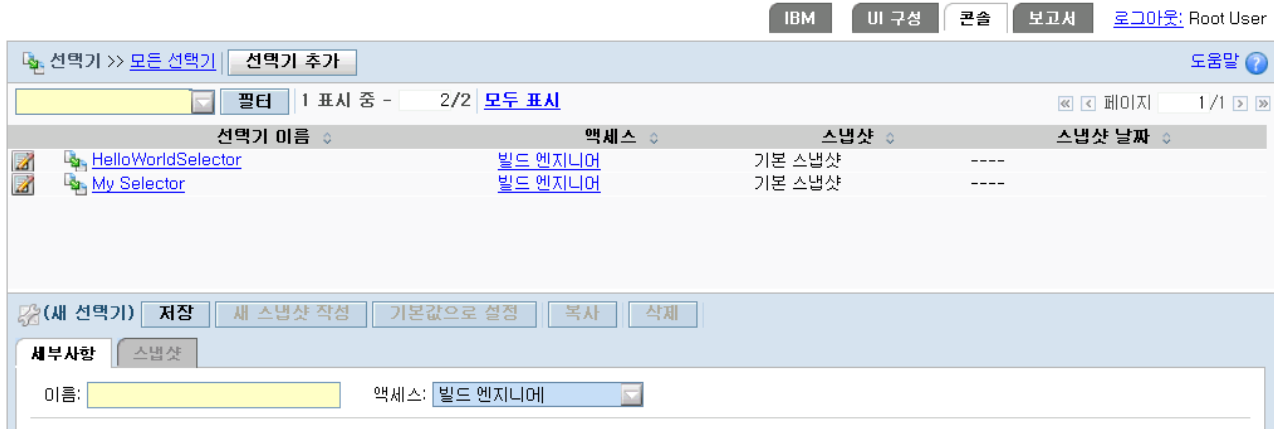 IBM UI 구성 콘솔 보고서 로그아웃: Root User
선택기 >> 모든 선택기 선택기 추가 도움말 ?
필터 1 표시 중 - 2/2 모두 표시 페이지 1 /1
선택기 이름 액세스 스냅샷 스냅샷 날짜
HelloWorldSelector 빌드 엔지니어 기본 스냅샷 ----
My Selector 빌드 엔지니어 기본 스냅샷 ----
(새 선택기) 저장 새 스냅샷 작성 기본값으로 설정 복사 삭제
세부사항 스냅샷
이름: 액세스: 빌드 엔지니어